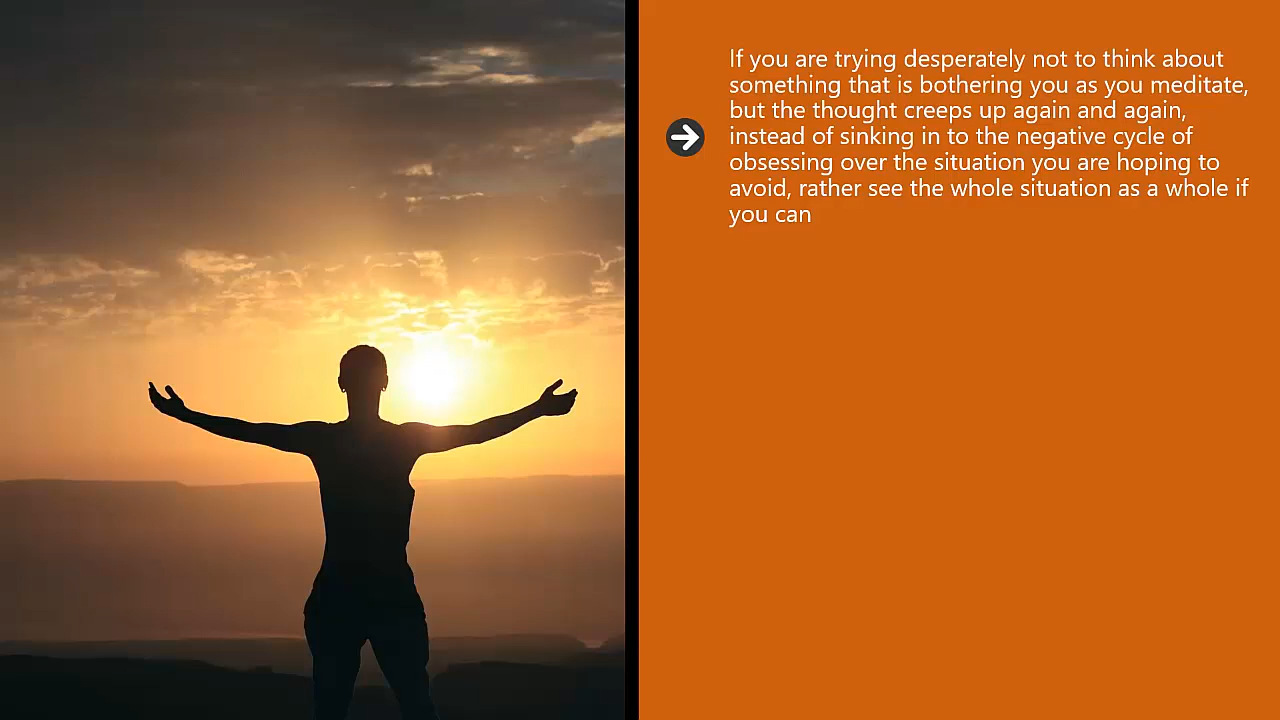 If you are trying desperately not to think about
something that is bothering you as you meditate,
but the thought creeps up again and again,
instead of sinking in to the negative cycle of
obsessing over the situation you are hoping to
avoid, rather see the whole situation as a whole if
you can